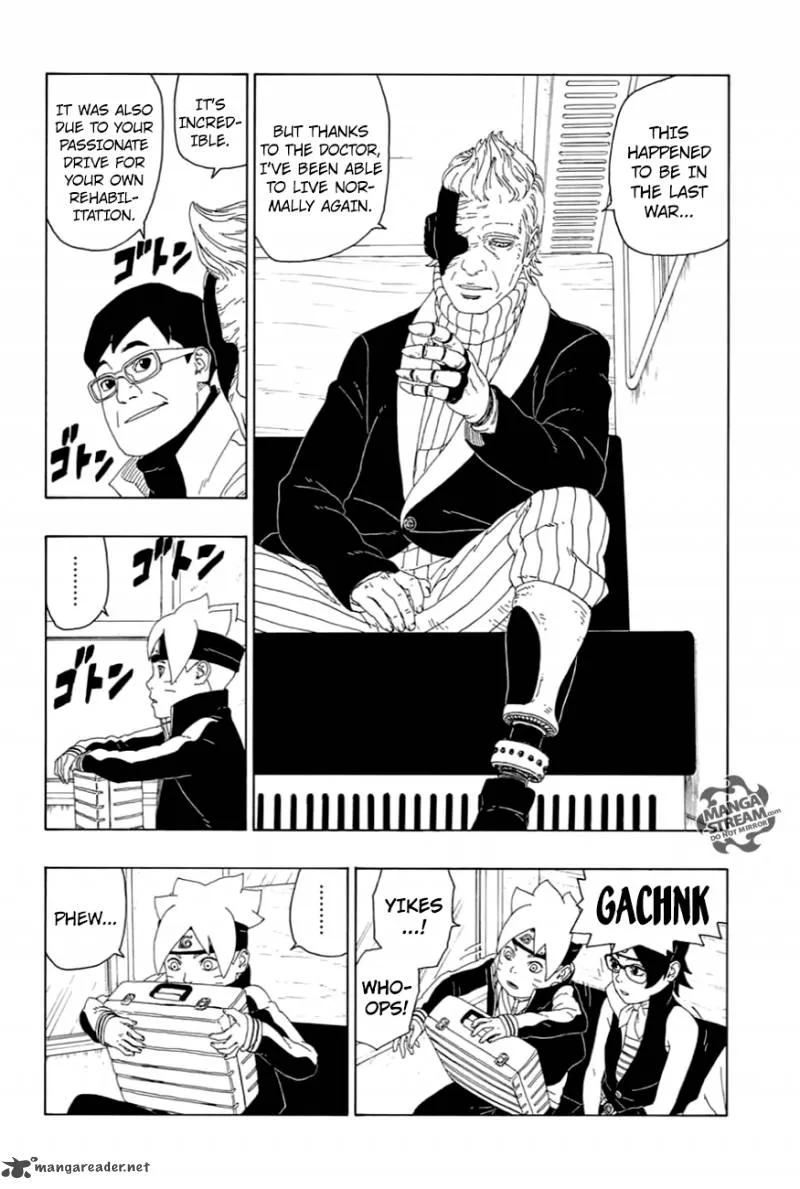 THIS
HAPPENED
TO BE IN
THE LAST
WAR...
BUT THANKS
TO THE DOCTOR,
I'VE BEEN ABLE
TO LIVE NOR-
MALLY AGAIN.
IT'S
INCRED-
IBLE.
IT WAS ALSO
DUE TO YOUR
PASSIONATE
DRIVE FOR
YOUR OWN
REHABIL-
ITATION.
ゴトン
ゴトン
.........
ゴトン
ゴトン
MANGA
-STREAM.com
DO NOT MIRROR
GACHNK
YIKES
...!
WHO-
OPS!
.........
PHEW...
mangareader.net